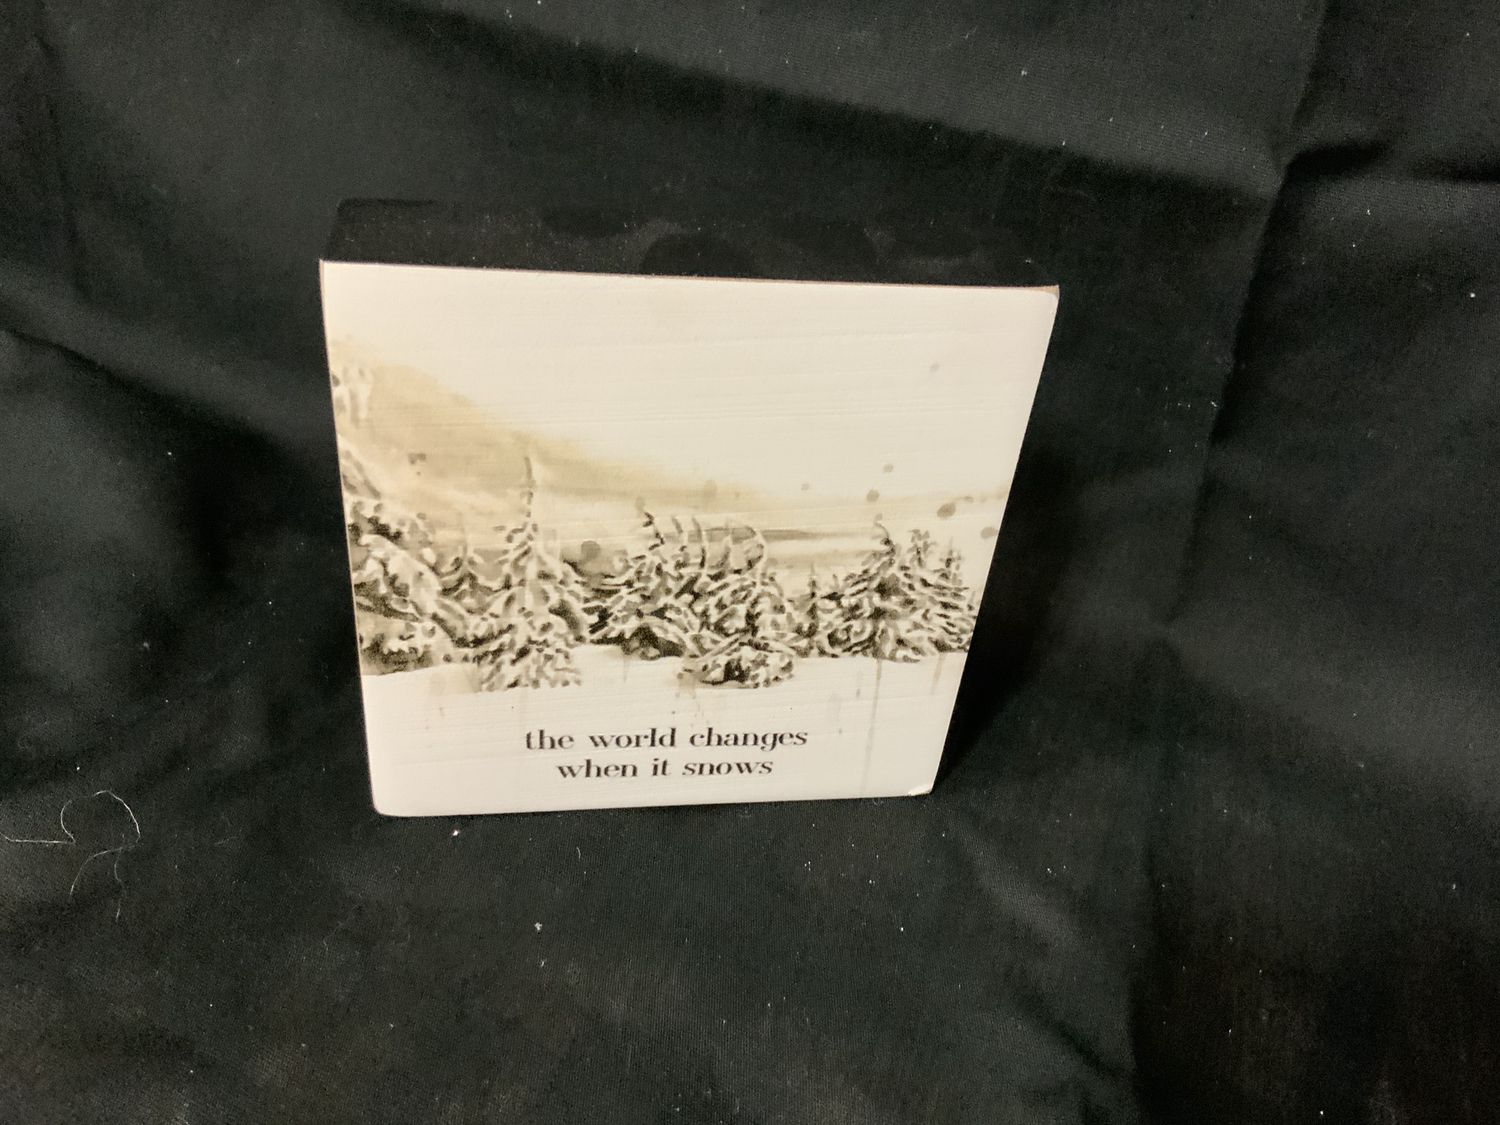 the world changes
when it snows